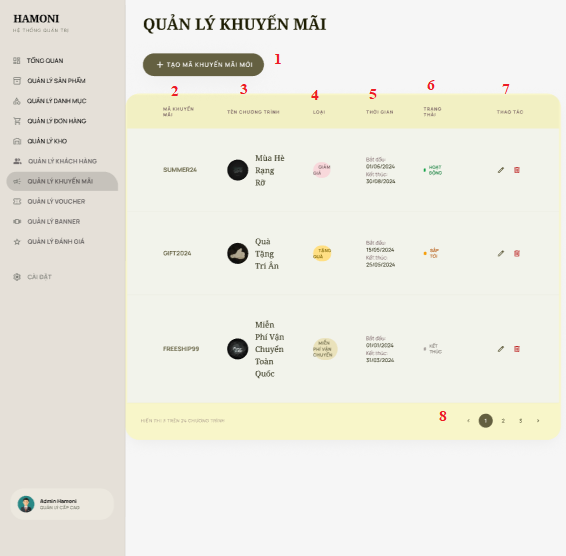 HAMONI
HỆ THỐNG QUẢN TRỊ
TỔNG QUAN
QUẢN LÝ SẢN PHẨM
QUẢN LÝ DANH MỤC
QUẢN LÝ ĐƠN HÀNG
QUẢN LÝ KHO
QUẢN LÝ KHÁCH HÀNG
QUẢN LÝ KHUYẾN MÃI
QUẢN LÝ VOUCHER
QUẢN LÝ BANNER
QUẢN LÝ ĐÁNH GIÁ
CÀI ĐẶT
Admin Hamoni
QUẢN LÝ CẤP CAO
QUẢN LÝ KHUYẾN MÃI
+ TẠO MÃ KHUYẾN MÃI MỚI
1
2
3
4
5
6
7
MÃ KHUYẾN
MÃI
TÊN CHƯƠNG TRÌNH
LOẠI
THỜI GIAN
TRẠNG
THÁI
THAO TÁC
SUMMER24
Mùa Hè
Rạng
Rỡ
GIẢM
GIÁ
Bắt đầu:
01/06/2024
Kết thúc:
30/08/2024
HOẠT
ĐỘNG
GIFT2024
Quà
Tặng
Tri Ân
TẶNG
QUÀ
Bắt đầu:
15/05/2024
Kết thúc:
25/05/2024
SẮP
TỚI
FREESHIP99
Miễn
Phí Vận
Chuyển
Toàn
Quốc
MIỄN
PHÍ VẬN
CHUYỂN
Bắt đầu:
01/01/2024
Kết thúc:
31/03/2024
KẾT
THÚC
HIỂN THỊ 3 TRÊN 24 CHƯƠNG TRÌNH
8
‹ 1 2 3 ›